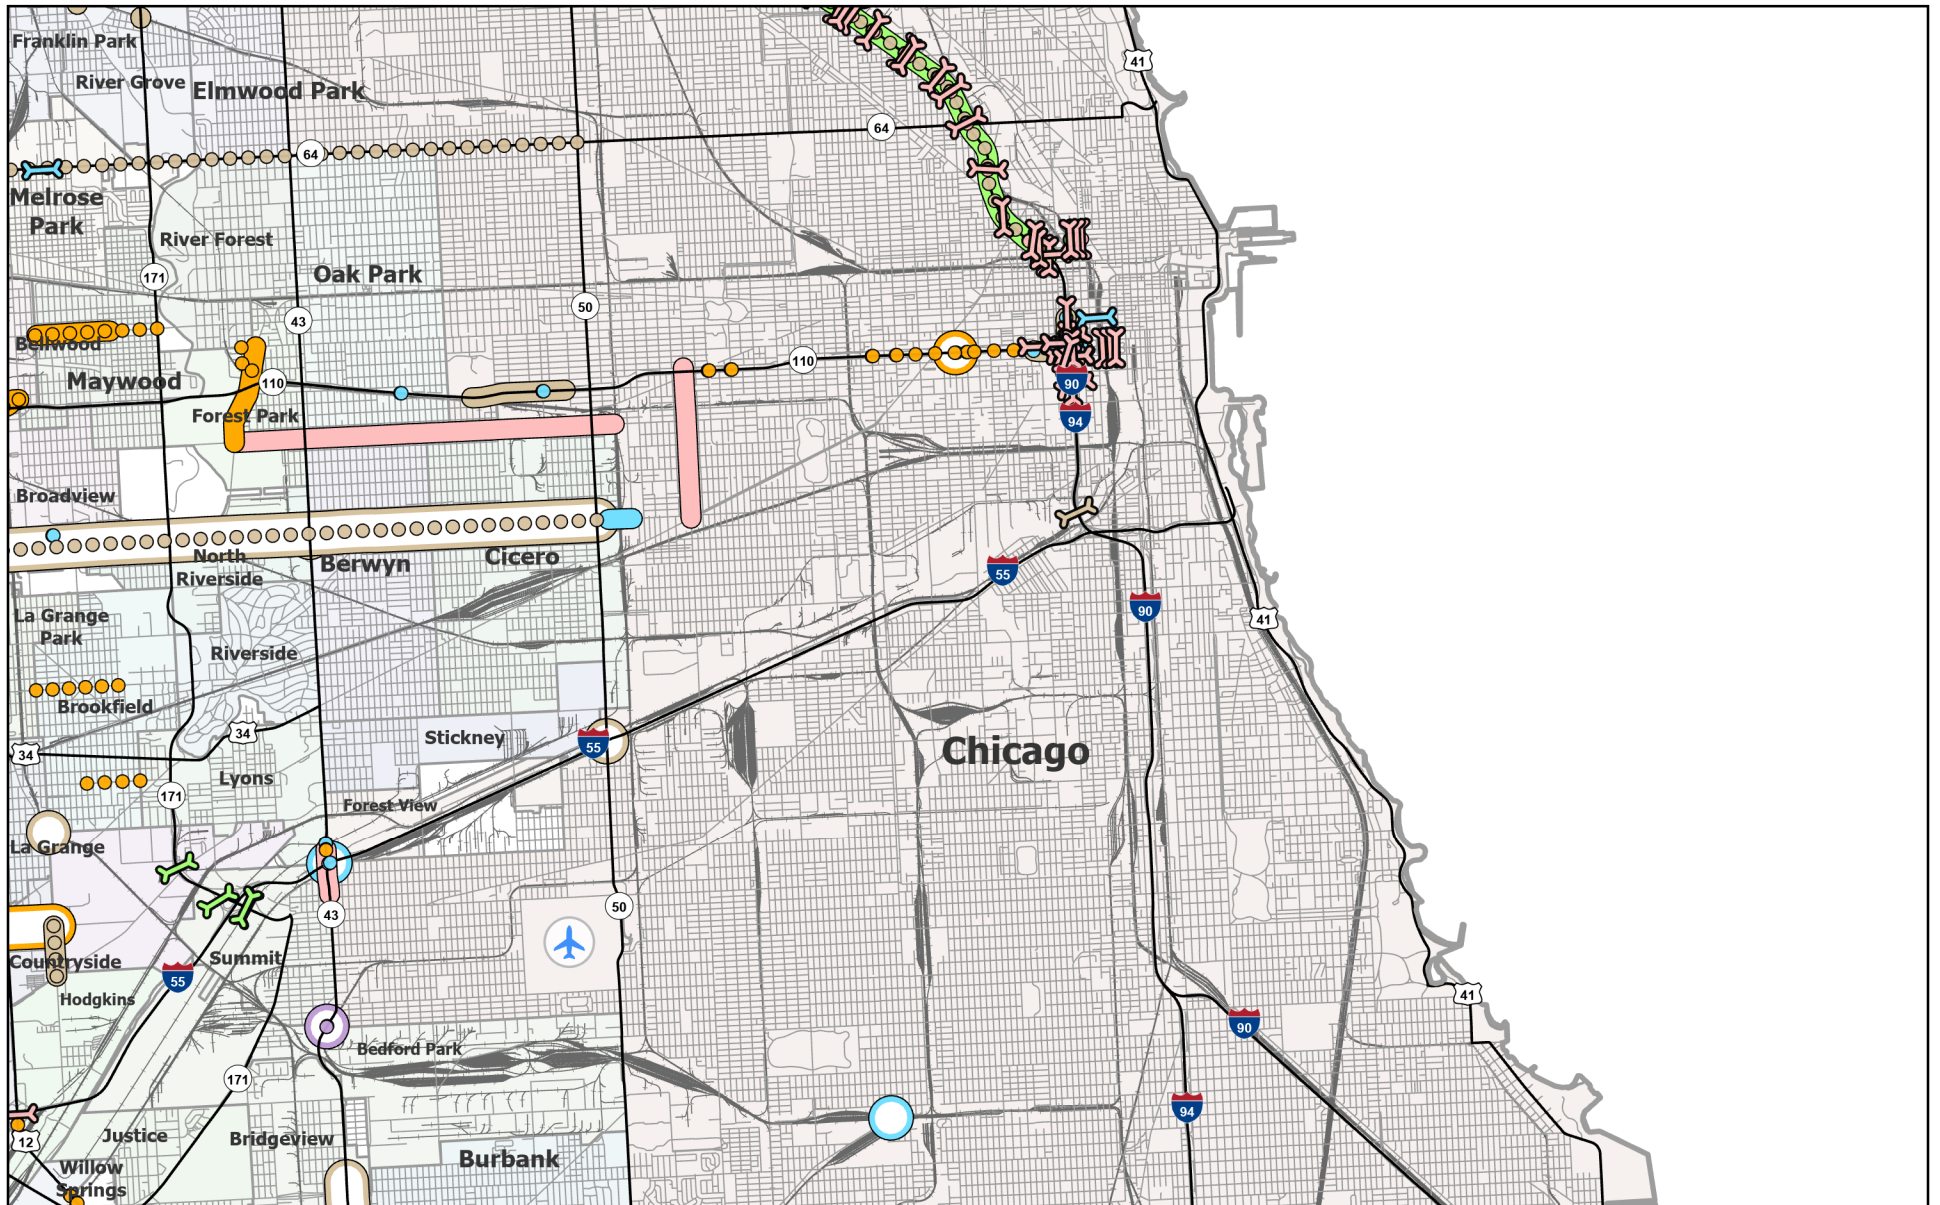 Franklin Park
41
River Grove
Elmwood Park
64
64
Melrose
Park
River Forest
Oak Park
171
50
43
Bellwood
110
Maywood
110
90
Forest Park
94
Broadview
North
Riverside
Berwyn
Cicero
55
90
La Grange
Park
41
Riverside
Brookfield
34
Stickney
55
34
Chicago
Lyons
171
Forest View
La Grange
50
43
Countryside
Summit
55
Hodgkins
41
90
Bedford Park
171
94
12
Justice
Bridgeview
Burbank
Willow
Springs